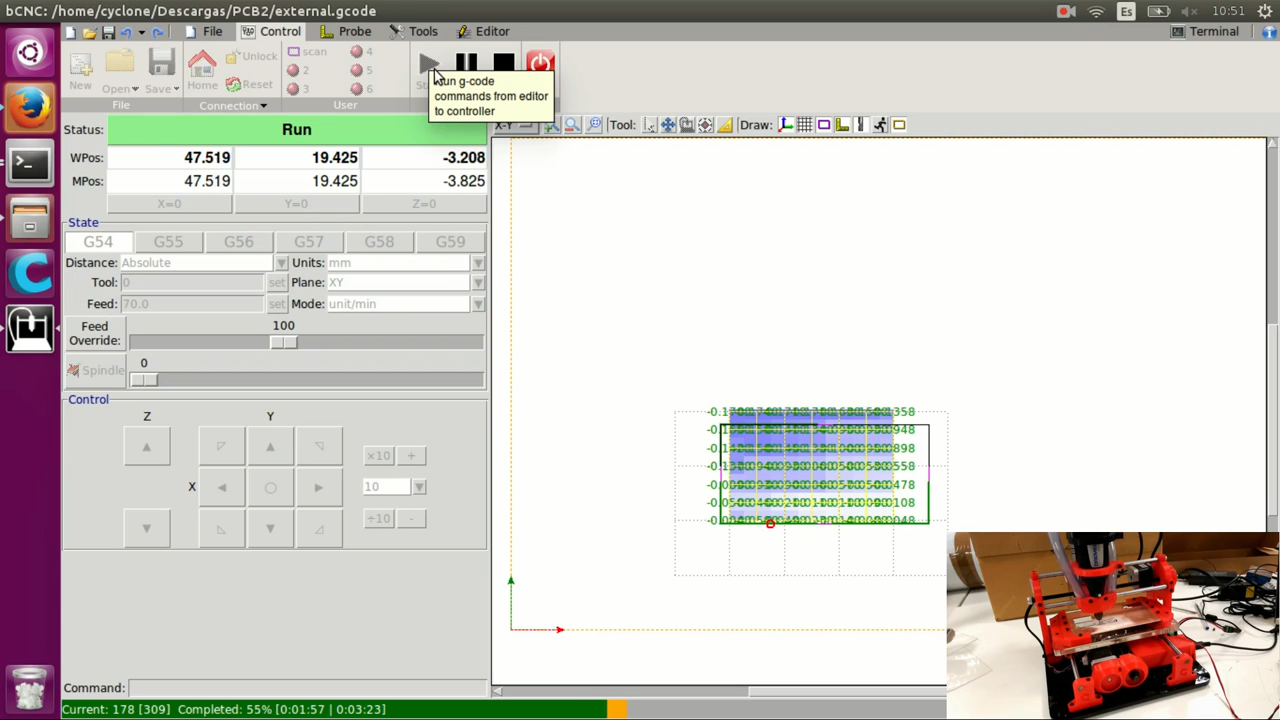 bCNC: /home/cyclone/Descargas/PCB2/external.gcode
Es
10:51
File Control Probe Tools Editor Terminal
New Open Save
Home Unlock
Reset
scan 4
2 5
3 6
File Connection User
Run g-code
commands from editor
to controller
Status: Run
WPos: 47.519 19.425 -3.208
MPos: 47.519 19.425 -3.825
X=0 Y=0 Z=0
X-Y Tool: Draw:
State
G54 G55 G56 G57 G58 G59
Distance: Absolute Units: mm
Tool: 0 set Plane: XY
Feed: 70.0 set Mode: unit/min
Feed
Override: 100
Spindle 0
Control
Z Y
×10 +
X 10
÷10 -
Command:
Current: 178 [309] Completed: 55% [0:01:57 / 0:03:23]